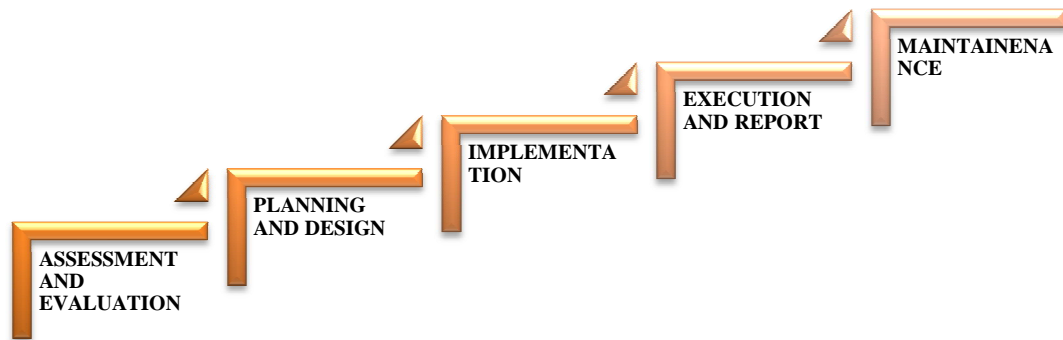 ASSESSMENT
AND
EVALUATION
PLANNING
AND DESIGN
IMPLEMENTA
TION
EXECUTION
AND REPORT
MAINTAINENA
NCE